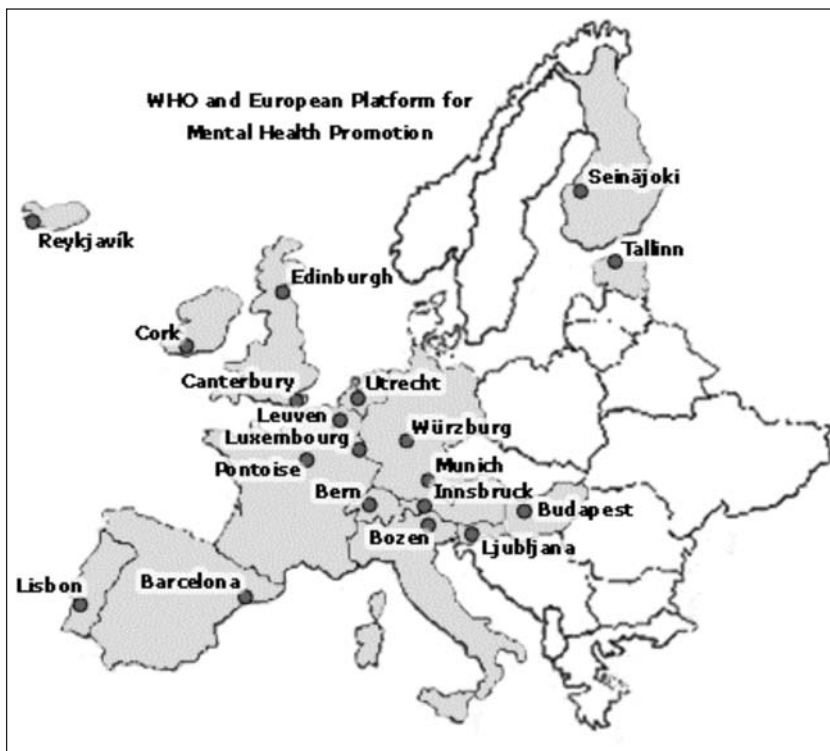 WHO and European Platform for
Mental Health Promotion
Seinäjoki
Reykjavík
Tallinn
Edinburgh
Cork
Canterbury
Utrecht
Leuven
Würzburg
Luxembourg
Pontoise
Munich
Bern
Innsbruck
Budapest
Bozen
Ljubljana
Lisbon
Barcelona